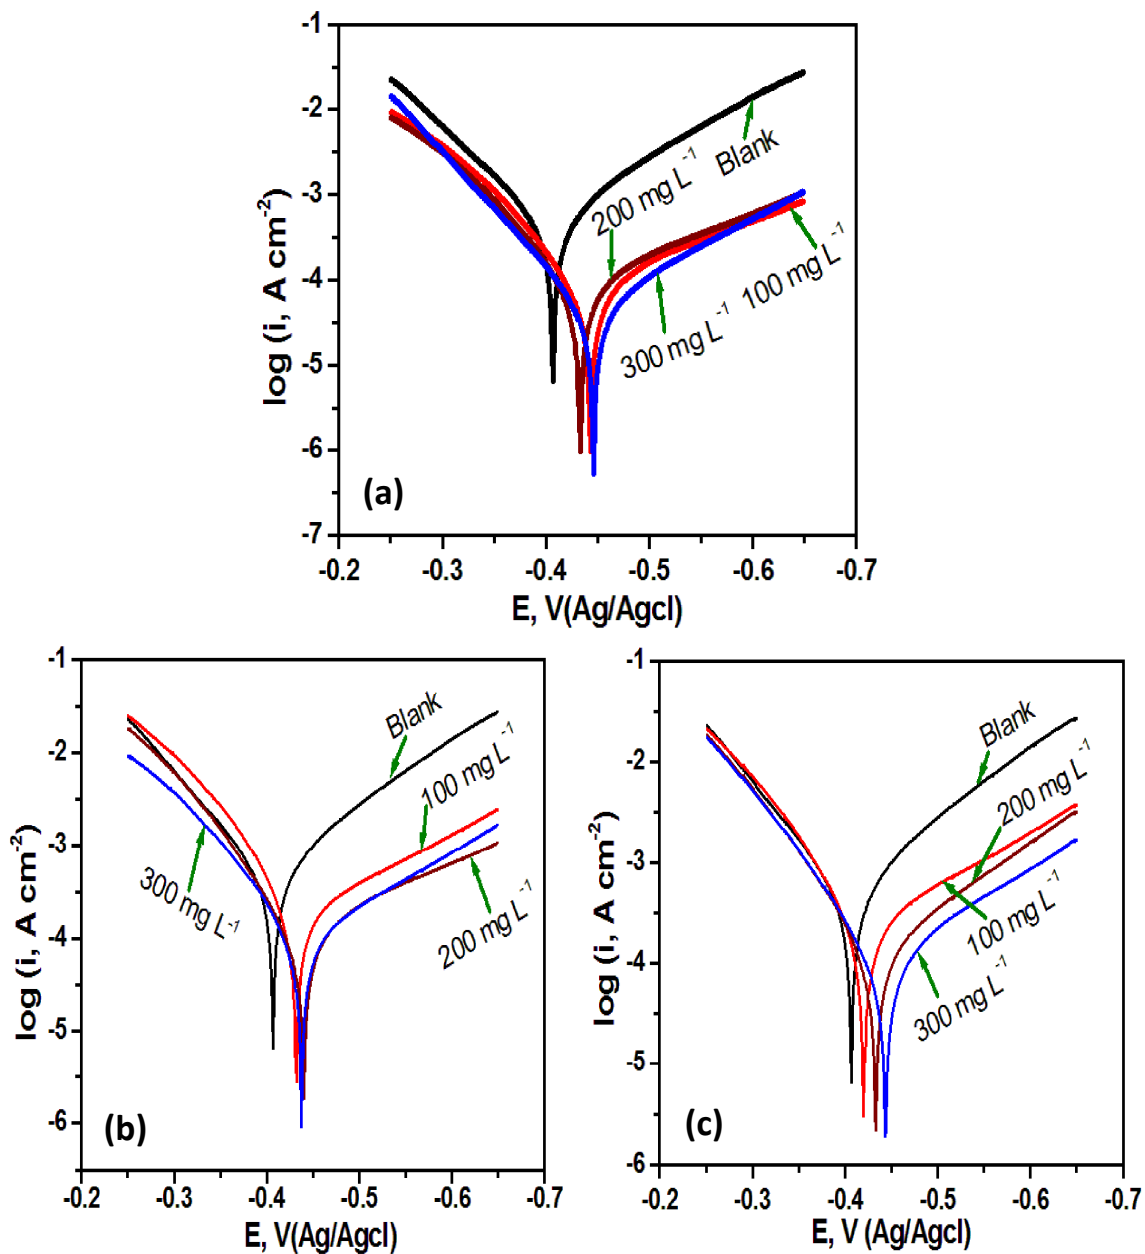 -1
-2
-3
-4
-5
-6
-7
log (i, A cm⁻²)
Blank
200 mg L⁻¹
100 mg L⁻¹
300 mg L⁻¹
(a)
-0.2 -0.3 -0.4 -0.5 -0.6 -0.7
E, V(Ag/Agcl)
-1
-2
-3
-4
-5
-6
log (i, A cm⁻²)
Blank
100 mg L⁻¹
300 mg L⁻¹
200 mg L⁻¹
(b)
-0.2 -0.3 -0.4 -0.5 -0.6 -0.7
E, V(Ag/Agcl)
-1
-2
-3
-4
-5
-6
log (i, A cm⁻²)
Blank
200 mg L⁻¹
100 mg L⁻¹
300 mg L⁻¹
(c)
-0.2 -0.3 -0.4 -0.5 -0.6 -0.7
E, V (Ag/Agcl)